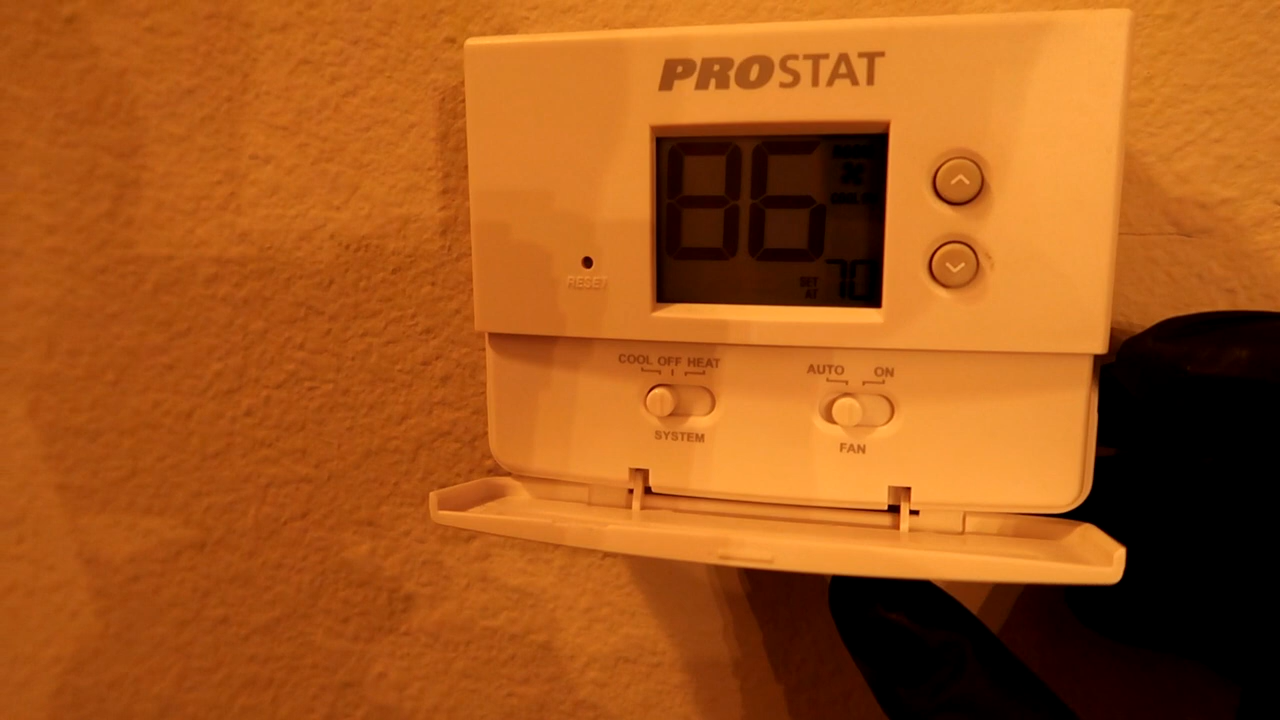 PROSTAT
86
SET
AT
70
RESET
COOL OFF HEAT
AUTO ON
SYSTEM
FAN